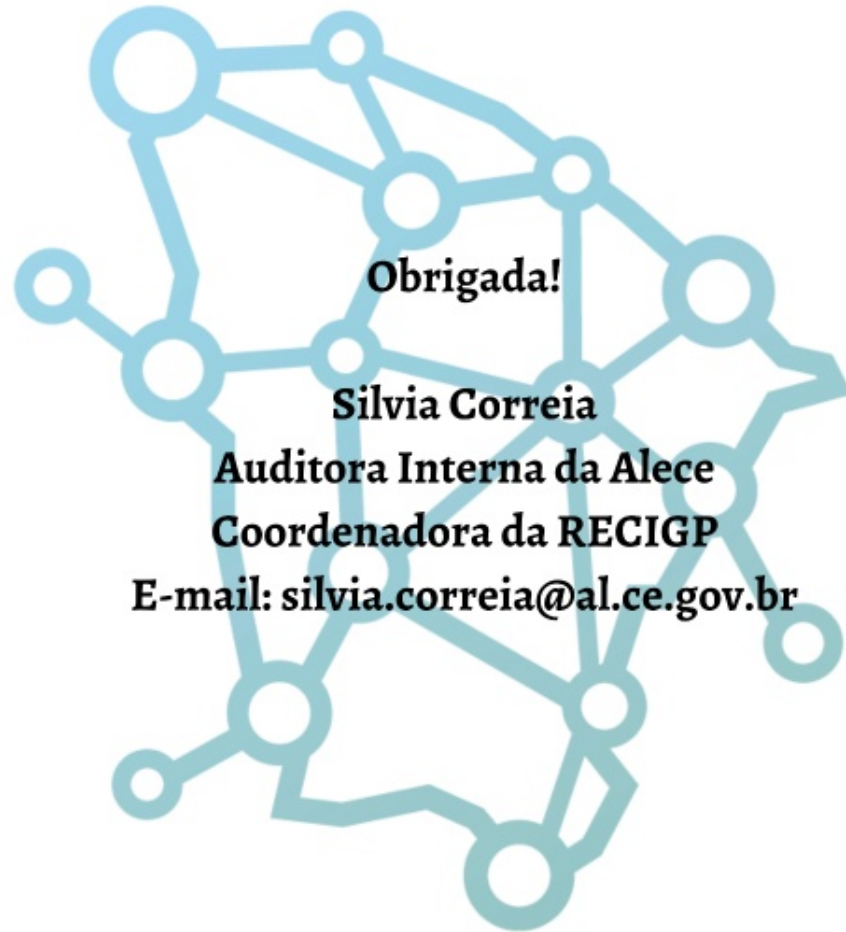 Obrigada!
Silvia Correia
Auditora Interna da Alece
Coordenadora da RECIGP
E-mail: silvia.correia@al.ce.gov.br